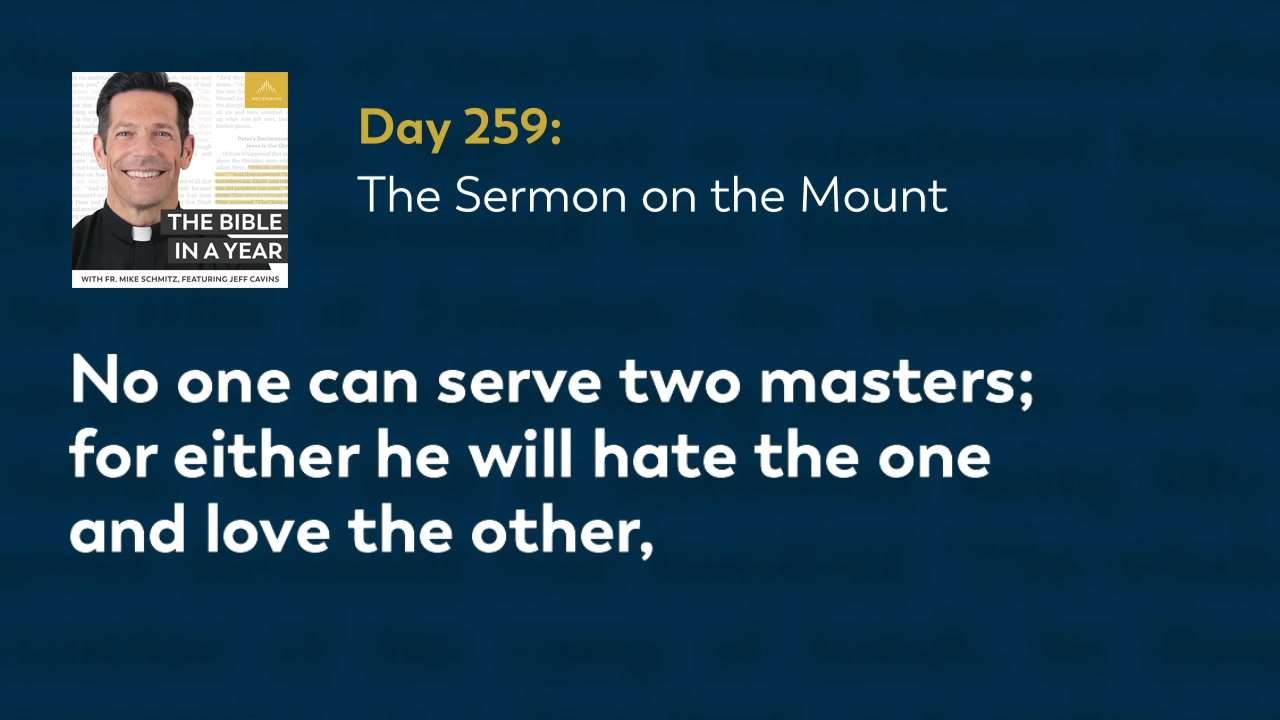 ASCENSION
THE BIBLE
IN A YEAR
WITH FR. MIKE SCHMITZ, FEATURING JEFF CAVINS
Day 259:
The Sermon on the Mount
No one can serve two masters;
for either he will hate the one
and love the other,